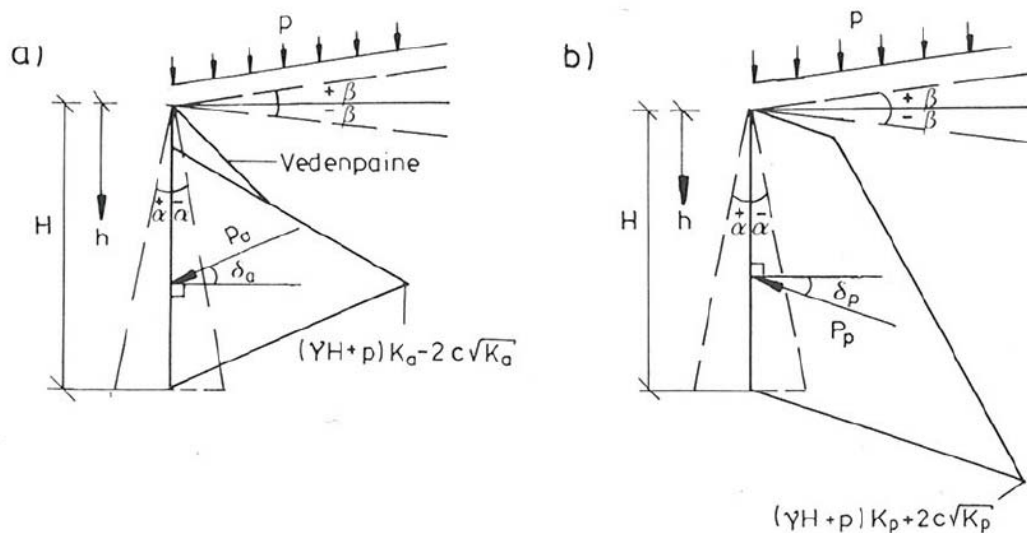 a)
p
+ β
- β
Vedenpaine
H
h
+ -
α α
Pa
δa
(γH+p)Ka-2c√Ka
b)
p
+ β
- β
H
h
+ -
α α
δp
Pp
(γH+p)Kp+2c√Kp